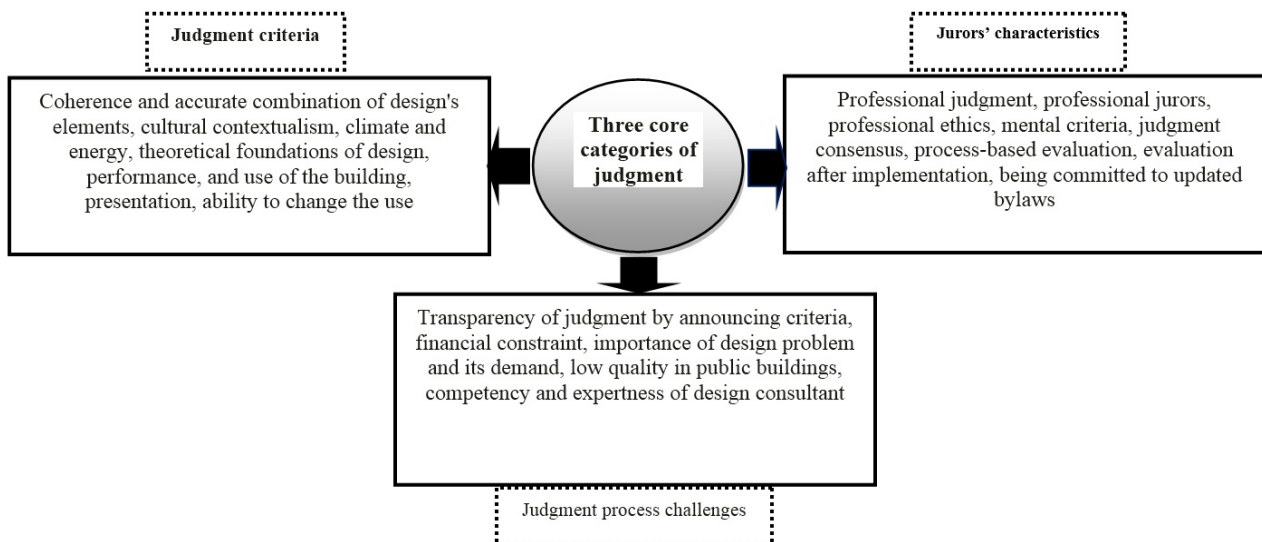 Judgment criteria
Coherence and accurate combination of design's
elements, cultural contextualism, climate and
energy, theoretical foundations of design,
performance, and use of the building,
presentation, ability to change the use
Three core
categories of
judgment
Jurors' characteristics
Professional judgment, professional jurors,
professional ethics, mental criteria, judgment
consensus, process-based evaluation, evaluation
after implementation, being committed to updated
bylaws
Transparency of judgment by announcing criteria,
financial constraint, importance of design problem
and its demand, low quality in public buildings,
competency and expertness of design consultant
Judgment process challenges